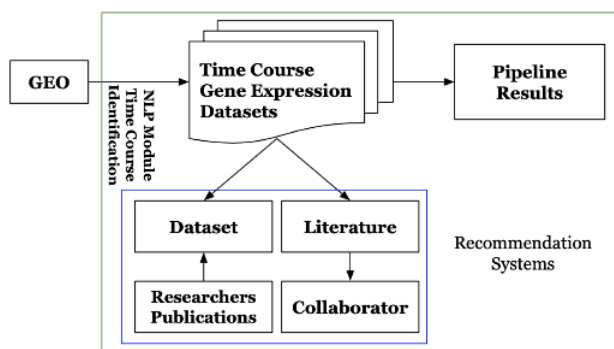 GEO
NLP Module
Time Course
Identification
Time Course
Gene Expression
Datasets
Pipeline
Results
Dataset
Literature
Researchers
Publications
Collaborator
Recommendation
Systems